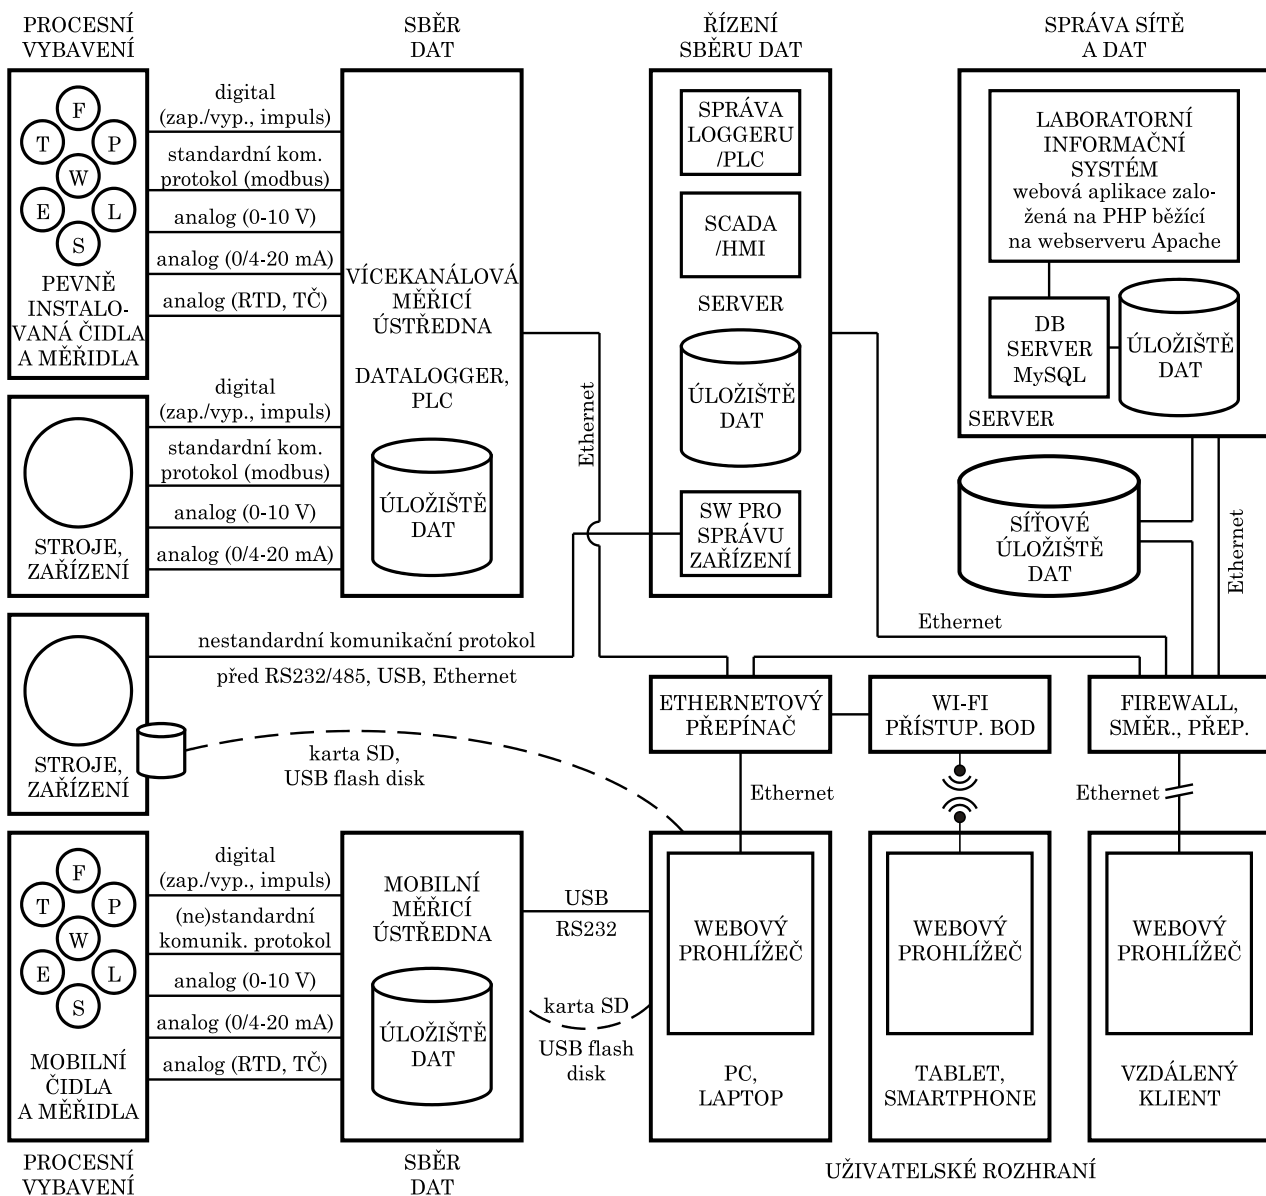 PROCESNÍ
VYBAVENÍ
SBĚR
DAT
ŘÍZENÍ
SBĚRU DAT
SPRÁVA SÍTĚ
A DAT
F
T
P
W
E
L
S
PEVNĚ
INSTALO-
VANÁ ČIDLA
A MĚŘIDLA
digital
(zap./vyp., impuls)
standardní kom.
protokol (modbus)
analog (0-10 V)
analog (0/4-20 mA)
analog (RTD, TČ)
STROJE,
ZAŘÍZENÍ
digital
(zap./vyp., impuls)
standardní kom.
protokol (modbus)
analog (0-10 V)
analog (0/4-20 mA)
VÍCEKANÁLOVÁ
MĚŘICÍ
ÚSTŘEDNA
DATALOGGER,
PLC
ÚLOŽIŠTĚ
DAT
Ethernet
SPRÁVA
LOGGERU
/PLC
SCADA
/HMI
SERVER
ÚLOŽIŠTĚ
DAT
SW PRO
SPRÁVU
ZAŘÍZENÍ
LABORATORNÍ
INFORMAČNÍ
SYSTÉM
webová aplikace zalo-
žená na PHP běžící
na webserveru Apache
DB
SERVER
MySQL
ÚLOŽIŠTĚ
DAT
SERVER
SÍŤOVÉ
ÚLOŽIŠTĚ
DAT
Ethernet
Ethernet
STROJE,
ZAŘÍZENÍ
nestandardní komunikační protokol
před RS232/485, USB, Ethernet
karta SD,
USB flash disk
ETHERNETOVÝ
PŘEPÍNAČ
WI-FI
PŘÍSTUP. BOD
FIREWALL,
SMĚR., PŘEP.
Ethernet
Ethernet
F
T
P
W
E
L
S
MOBILNÍ
ČIDLA
A MĚŘIDLA
digital
(zap./vyp., impuls)
(ne)standardní
komunik. protokol
analog (0-10 V)
analog (0/4-20 mA)
analog (RTD, TČ)
MOBILNÍ
MĚŘICÍ
ÚSTŘEDNA
ÚLOŽIŠTĚ
DAT
USB
RS232
karta SD
USB flash
disk
WEBOVÝ
PROHLÍŽEČ
PC,
LAPTOP
WEBOVÝ
PROHLÍŽEČ
TABLET,
SMARTPHONE
WEBOVÝ
PROHLÍŽEČ
VZDÁLENÝ
KLIENT
PROCESNÍ
VYBAVENÍ
SBĚR
DAT
UŽIVATELSKÉ ROZHRANÍ